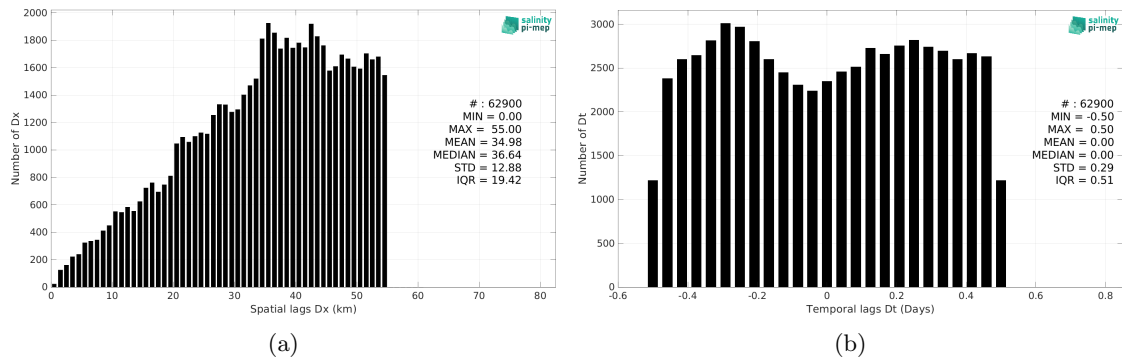 2000
1800
1600
1400
1200
1000
800
600
400
200
0
Number of Dx
salinity
pi-mep
# : 62900
MIN = 0.00
MAX = 55.00
MEAN = 34.98
MEDIAN = 36.64
STD = 12.88
IQR = 19.42
0 10 20 30 40 50 60 70 80
Spatial lags Dx (km)
(a)
3000
2500
2000
1500
1000
500
0
Number of Dt
salinity
pi-mep
# : 62900
MIN = -0.50
MAX = 0.50
MEAN = 0.00
MEDIAN = 0.00
STD = 0.29
IQR = 0.51
-0.6 -0.4 -0.2 0 0.2 0.4 0.6 0.8
Temporal lags Dt (Days)
(b)